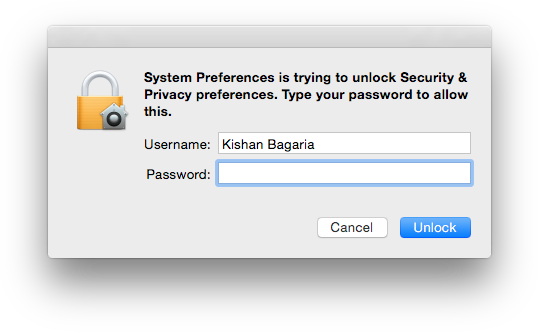 System Preferences is trying to unlock Security &
Privacy preferences. Type your password to allow
this.
Username: Kishan Bagaria
Password:
Cancel Unlock